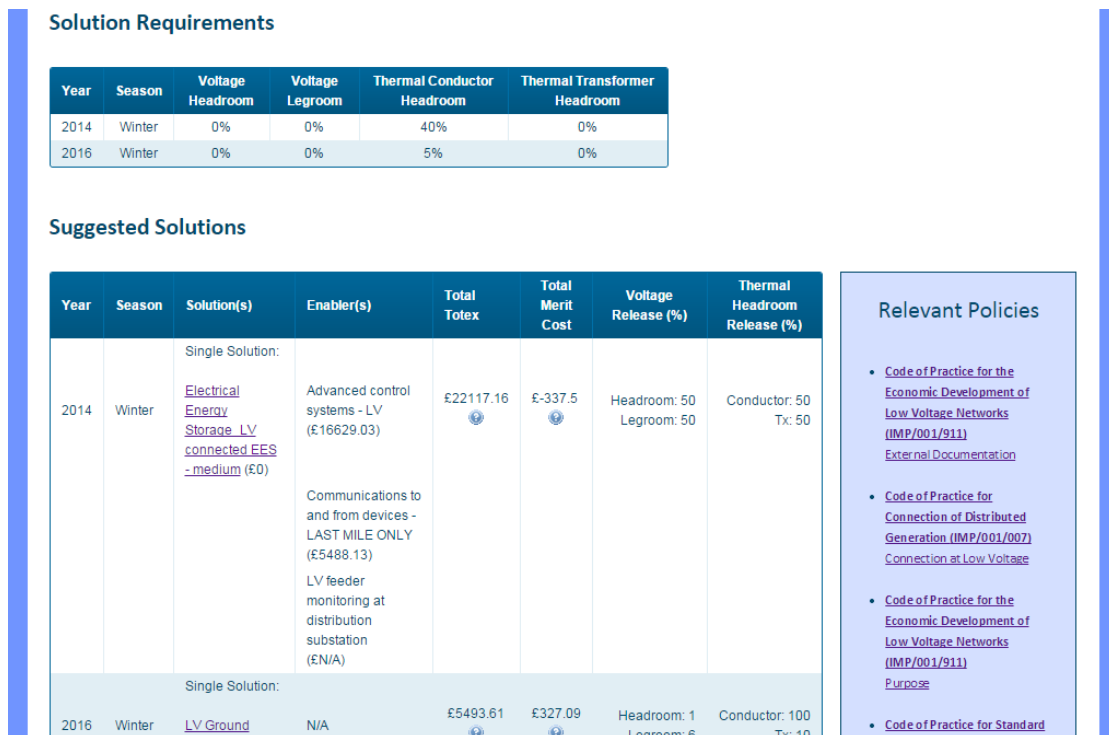 Solution Requirements
Year Season Voltage Headroom Voltage Legroom Thermal Conductor Headroom Thermal Transformer Headroom
2014 Winter 0% 0% 40% 0%
2016 Winter 0% 0% 5% 0%
Suggested Solutions
Year Season Solution(s) Enabler(s) Total Totex Total Merit Cost Voltage Release (%) Thermal Headroom Release (%)
2014 Winter
Single Solution:
Electrical
Energy
Storage_LV
connected EES
- medium (£0)
Advanced control
systems - LV
(£16629.03)
Communications to
and from devices -
LAST MILE ONLY
(£5488.13)
LV feeder
monitoring at
distribution
substation
(£N/A)
£22117.16
£-337.5
Headroom: 50
Legroom: 50
Conductor: 50
Tx: 50
2016 Winter
Single Solution:
LV Ground
N/A
£5493.61
£327.09
Headroom: 1
Legroom: 6
Conductor: 100
Tx: 10
Relevant Policies
• Code of Practice for the
Economic Development of
Low Voltage Networks
(IMP/001/911)
External Documentation
• Code of Practice for
Connection of Distributed
Generation (IMP/001/007)
Connection at Low Voltage
• Code of Practice for the
Economic Development of
Low Voltage Networks
(IMP/001/911)
Purpose
• Code of Practice for Standard